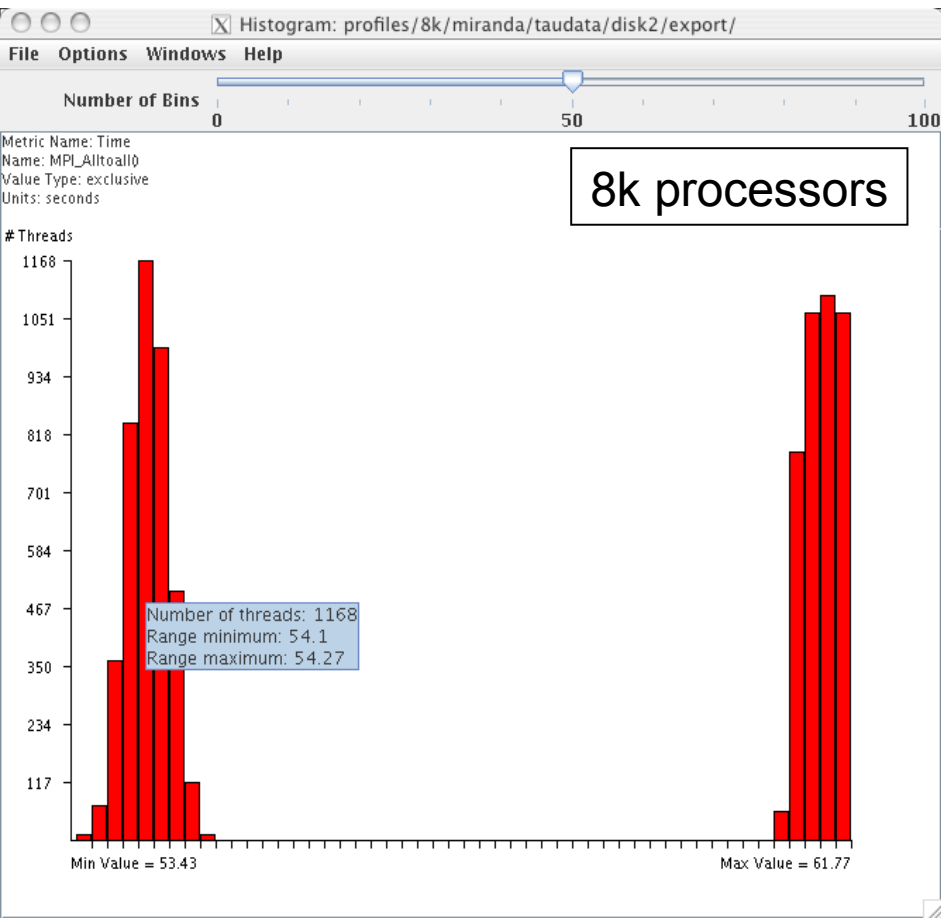 X Histogram: profiles/8k/miranda/taudata/disk2/export/
File Options Windows Help
Number of Bins
0 50 100
Metric Name: Time
Name: MPI_Alltoall()
Value Type: exclusive
Units: seconds
8k processors
# Threads
1168
1051
934
818
701
584
467
350
234
117
Number of threads: 1168
Range minimum: 54.1
Range maximum: 54.27
Min Value = 53.43 Max Value = 61.77